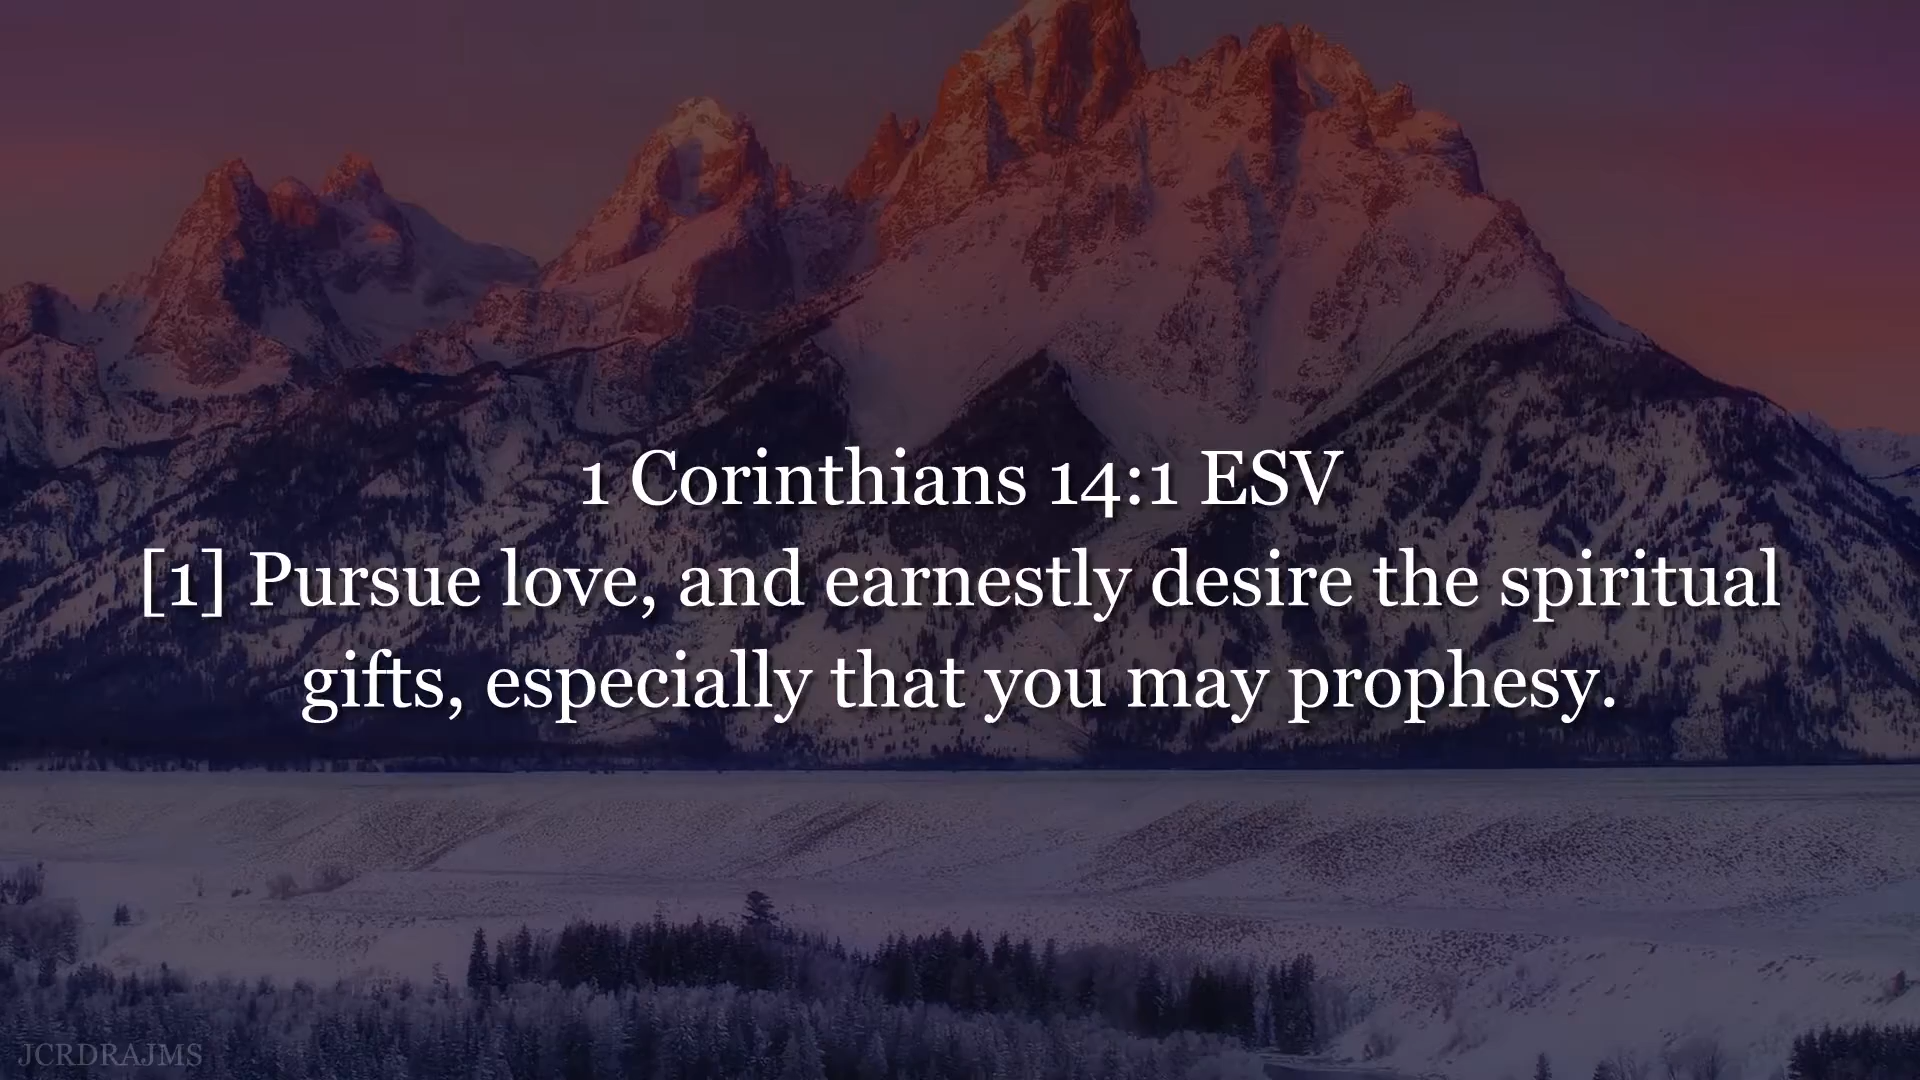 1 Corinthians 14:1 ESV
[1] Pursue love, and earnestly desire the spiritual
gifts, especially that you may prophesy.
JCRDRAJMS